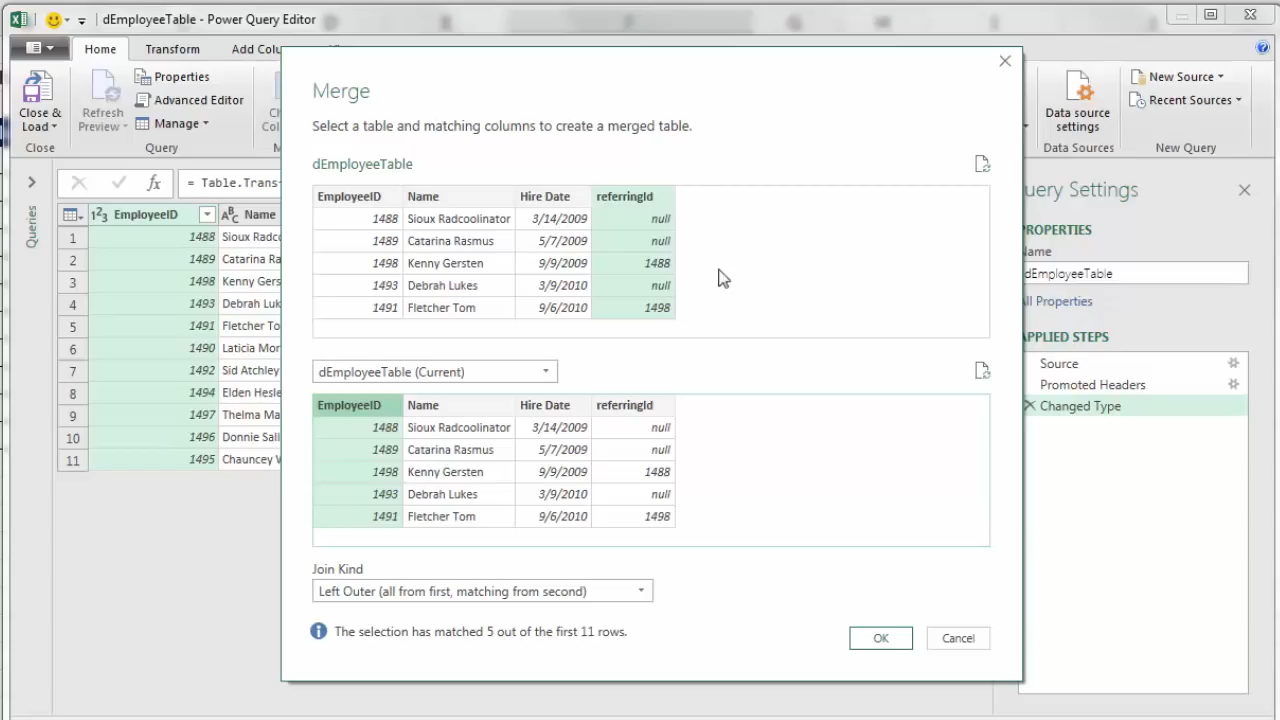 dEmployeeTable - Power Query Editor
Home Transform Add Colu
Close & Load
Close
Refresh Preview
Properties
Advanced Editor
Manage
Query
Data source settings
Data Sources
New Source
Recent Sources
New Query
fx = Table.Trans
Queries
EmployeeID Name
1 1488 Sioux Radco
2 1489 Catarina Ra
3 1498 Kenny Gers
4 1493 Debrah Luk
5 1491 Fletcher To
6 1490 Laticia Mor
7 1492 Sid Atchley
8 1494 Elden Hesle
9 1497 Thelma Ma
10 1496 Donnie Sall
11 1495 Chauncey V
Merge
Select a table and matching columns to create a merged table.
dEmployeeTable
EmployeeID Name Hire Date referringId
1488 Sioux Radcoolinator 3/14/2009 null
1489 Catarina Rasmus 5/7/2009 null
1498 Kenny Gersten 9/9/2009 1488
1493 Debrah Lukes 3/9/2010 null
1491 Fletcher Tom 9/6/2010 1498
dEmployeeTable (Current)
EmployeeID Name Hire Date referringId
1488 Sioux Radcoolinator 3/14/2009 null
1489 Catarina Rasmus 5/7/2009 null
1498 Kenny Gersten 9/9/2009 1488
1493 Debrah Lukes 3/9/2010 null
1491 Fletcher Tom 9/6/2010 1498
Join Kind
Left Outer (all from first, matching from second)
The selection has matched 5 out of the first 11 rows.
OK
Cancel
uery Settings
PROPERTIES
Name
dEmployeeTable
All Properties
APPLIED STEPS
Source
Promoted Headers
Changed Type